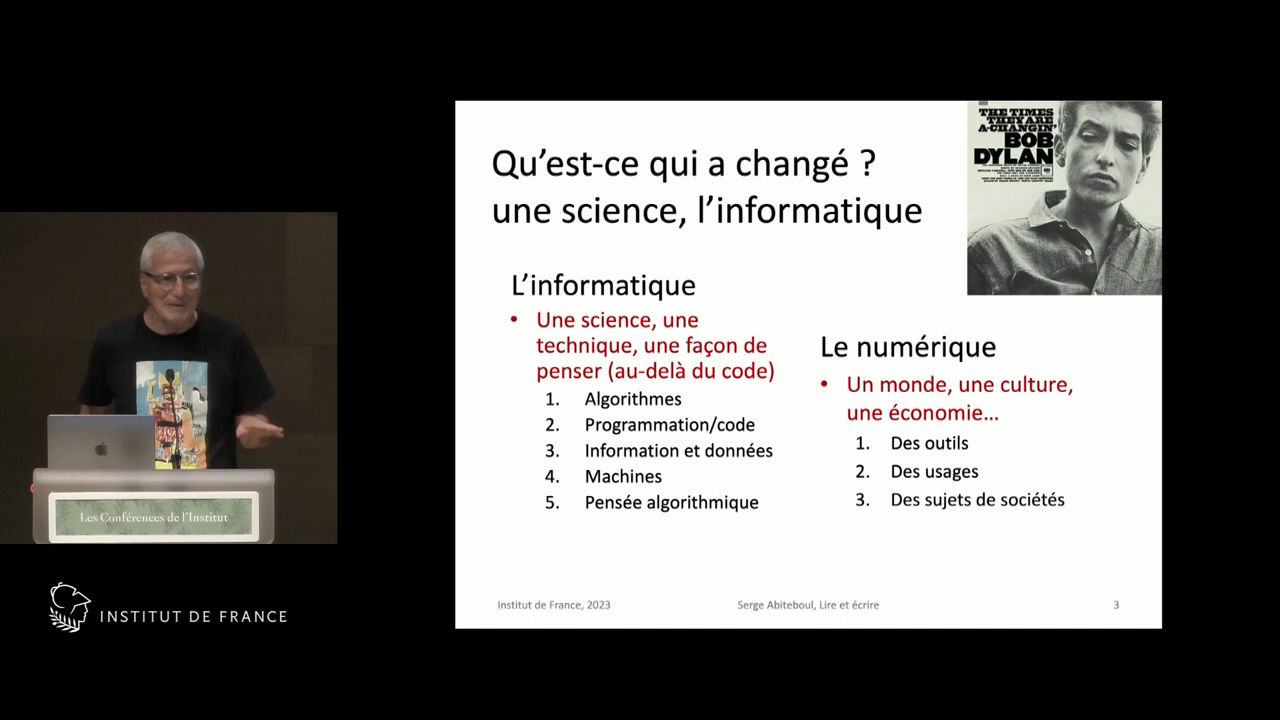 THE TIMES
THEY ARE
A-CHANGIN'
BOB
DYLAN
Qu'est-ce qui a changé ?
une science, l'informatique
L'informatique
• Une science, une
technique, une façon de
penser (au-delà du code)
1. Algorithmes
2. Programmation/code
3. Information et données
4. Machines
5. Pensée algorithmique
Le numérique
• Un monde, une culture,
une économie…
1. Des outils
2. Des usages
3. Des sujets de sociétés
Institut de France, 2023
Serge Abiteboul, Lire et écrire
3
Les Conférences de l'Institut
INSTITUT DE FRANCE